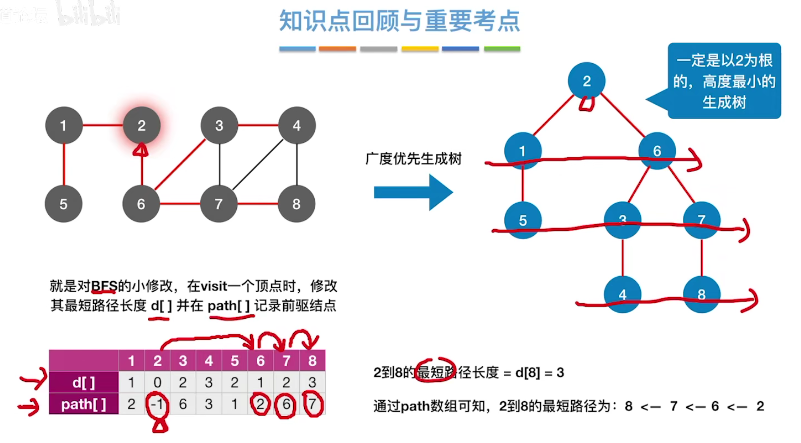 知识点回顾与重要考点
bilibili
一定是以2为根
的，高度最小的
生成树
1 2 3 4
5 6 7 8
广度优先生成树
2
1 6
5 3 7
4 8
就是对BFS的小修改，在visit一个顶点时，修改
其最短路径长度 d[ ] 并在 path[ ] 记录前驱结点
1 2 3 4 5 6 7 8
d[ ] 1 0 2 3 2 1 2 3
path[ ] 2 -1 6 3 1 2 6 7
2到8的最短路径长度 = d[8] = 3
通过path数组可知，2到8的最短路径为：8 <— 7 <— 6 <— 2